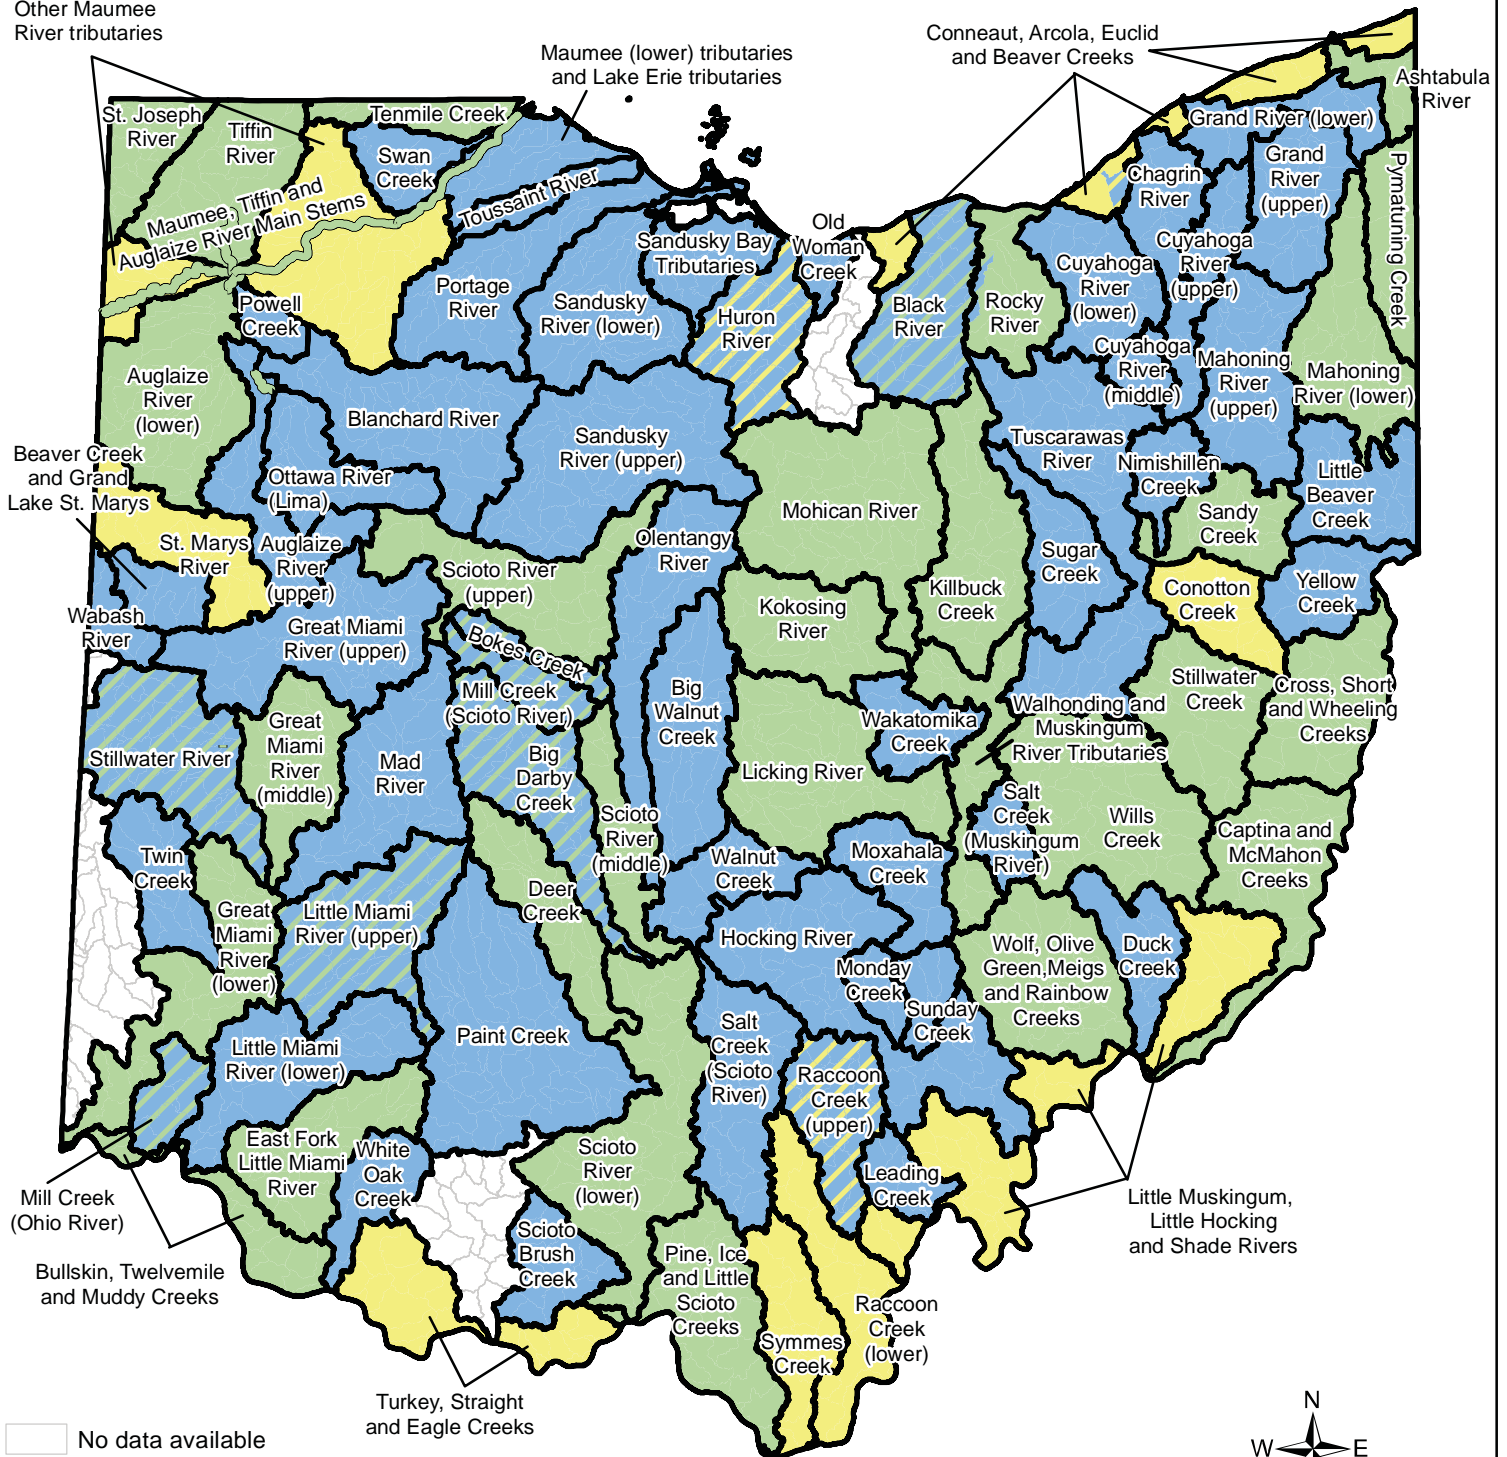 Other Maumee
River tributaries
Maumee (lower) tributaries
and Lake Erie tributaries
Conneaut, Arcola, Euclid
and Beaver Creeks
Ashtabula
River
St. Joseph
River
Tiffin
River
Tenmile Creek
Swan
Creek
Grand River (lower)
Grand
River
(upper)
Chagrin
River
Pymatuning Creek
Maumee, Tiffin and
Auglaize River Main Stems
Toussaint River
Old
Woman
Creek
Sandusky Bay
Tributaries
Cuyahoga
River
(upper)
Cuyahoga
River
(lower)
Powell
Creek
Portage
River
Sandusky
River (lower)
Huron
River
Black
River
Rocky
River
Cuyahoga
River
(middle)
Mahoning
River
(upper)
Mahoning
River (lower)
Auglaize
River
(lower)
Blanchard River
Sandusky
River (upper)
Tuscarawas
River
Nimishillen
Creek
Little
Beaver
Creek
Beaver Creek
and Grand
Lake St. Marys
Ottawa River
(Lima)
Mohican River
Sandy
Creek
St. Marys
River
Auglaize
River
(upper)
Olentangy
River
Sugar
Creek
Scioto River
(upper)
Killbuck
Creek
Conotton
Creek
Yellow
Creek
Wabash
River
Great Miami
River (upper)
Kokosing
River
Bokes Creek
Mill Creek
(Scioto River)
Big
Walnut
Creek
Stillwater
Creek
Cross, Short
and Wheeling
Creeks
Wakatomika
Creek
Walhonding and
Muskingum
River Tributaries
Stillwater River
Great
Miami
River
(middle)
Mad
River
Big
Darby
Creek
Licking River
Scioto
River
(middle)
Salt
Creek
(Muskingum
River)
Wills
Creek
Captina and
McMahon
Creeks
Twin
Creek
Walnut
Creek
Moxahala
Creek
Deer
Creek
Great
Miami
River
(lower)
Little Miami
River (upper)
Hocking River
Wolf, Olive
Green,Meigs
and Rainbow
Creeks
Duck
Creek
Monday
Creek
Sunday
Creek
Paint Creek
Salt
Creek
(Scioto
River)
Little Miami
River (lower)
Raccoon
Creek
(upper)
East Fork
Little Miami
River
White
Oak
Creek
Scioto
River
(lower)
Leading
Creek
Mill Creek
(Ohio River)
Little Muskingum,
Little Hocking
and Shade Rivers
Scioto
Brush
Creek
Bullskin, Twelvemile
and Muddy Creeks
Pine, Ice
and Little
Scioto
Creeks
Raccoon
Creek
(lower)
Symmes
Creek
Turkey, Straight
and Eagle Creeks
No data available
N
W
E